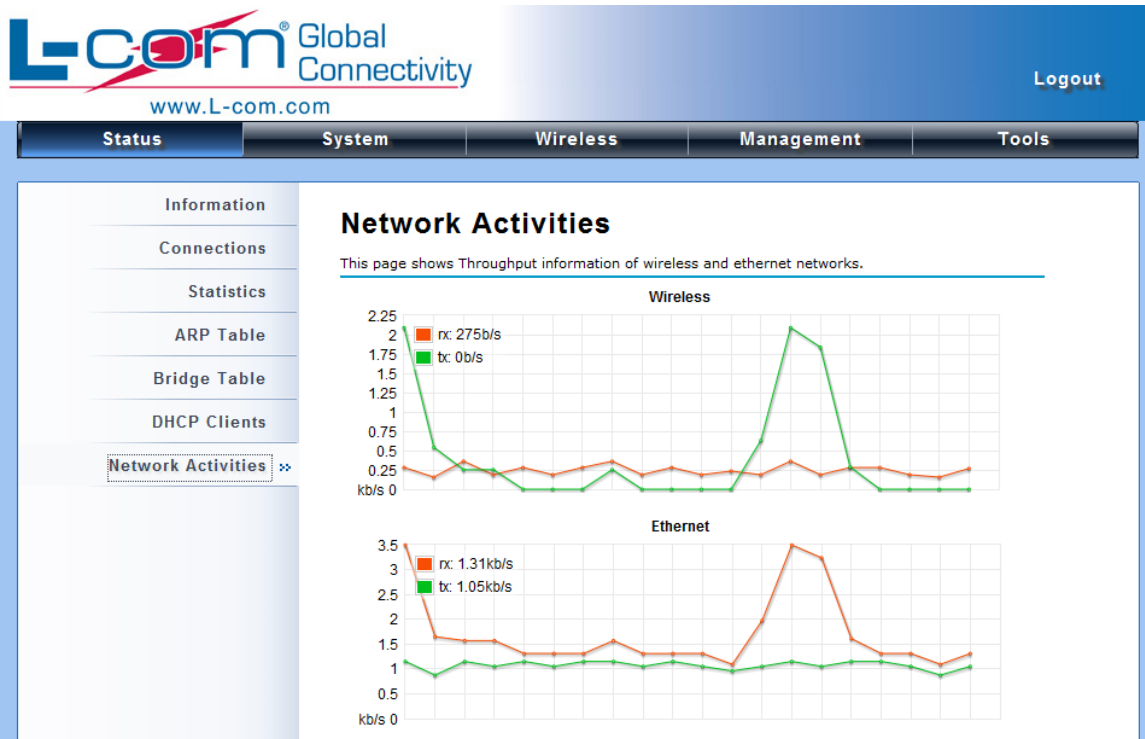 L-com® Global Connectivity
www.L-com.com
Logout
Status System Wireless Management Tools
Information
Connections
Statistics
ARP Table
Bridge Table
DHCP Clients
Network Activities »
Network Activities
This page shows Throughput information of wireless and ethernet networks.
Wireless
2.25
2
1.75
1.5
1.25
1
0.75
0.5
0.25
kb/s 0
rx: 275b/s
tx: 0b/s
Ethernet
3.5
3
2.5
2
1.5
1
0.5
kb/s 0
rx: 1.31kb/s
tx: 1.05kb/s